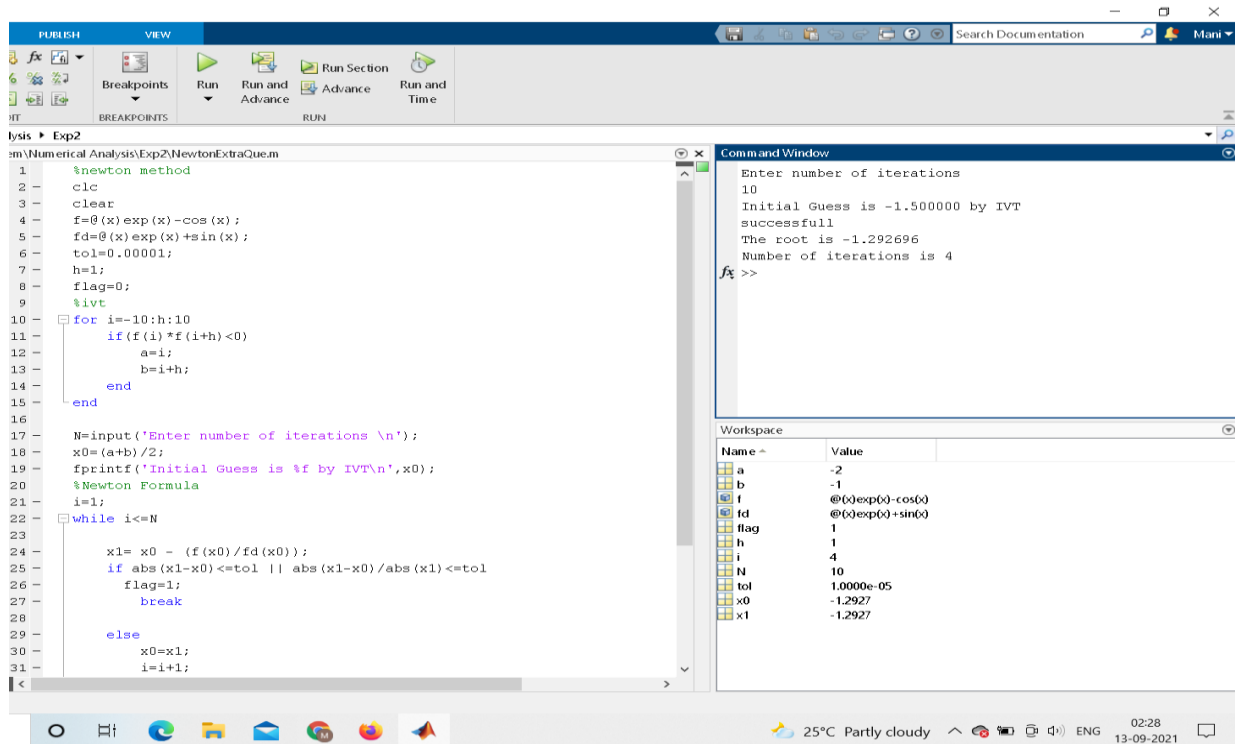 PUBLISH VIEW
Search Documentation
Mani
fx
Breakpoints
Run
Run and Advance
Run Section
Advance
Run and Time
BREAKPOINTS
RUN
lysis ▸ Exp2
em\Numerical Analysis\Exp2\NewtonExtraQue.m
1 %newton method
2 – clc
3 – clear
4 – f=@(x)exp(x)-cos(x);
5 – fd=@(x)exp(x)+sin(x);
6 – tol=0.00001;
7 – h=1;
8 – flag=0;
9 %ivt
10 – for i=-10:h:10
11 – if(f(i)*f(i+h)<0)
12 – a=i;
13 – b=i+h;
14 – end
15 – end
16
17 – N=input('Enter number of iterations \n');
18 – x0=(a+b)/2;
19 – fprintf('Initial Guess is %f by IVT\n',x0);
20 %Newton Formula
21 – i=1;
22 – while i<=N
23
24 – x1= x0 - (f(x0)/fd(x0));
25 – if abs(x1-x0)<=tol || abs(x1-x0)/abs(x1)<=tol
26 – flag=1;
27 – break
28
29 – else
30 – x0=x1;
31 – i=i+1;
Command Window
Enter number of iterations
10
Initial Guess is -1.500000 by IVT
successfull
The root is -1.292696
Number of iterations is 4
fx >>
Workspace
Name Value
a -2
b -1
f @(x)exp(x)-cos(x)
fd @(x)exp(x)+sin(x)
flag 1
h 1
i 4
N 10
tol 1.0000e-05
x0 -1.2927
x1 -1.2927
25°C Partly cloudy
ENG
02:28
13-09-2021